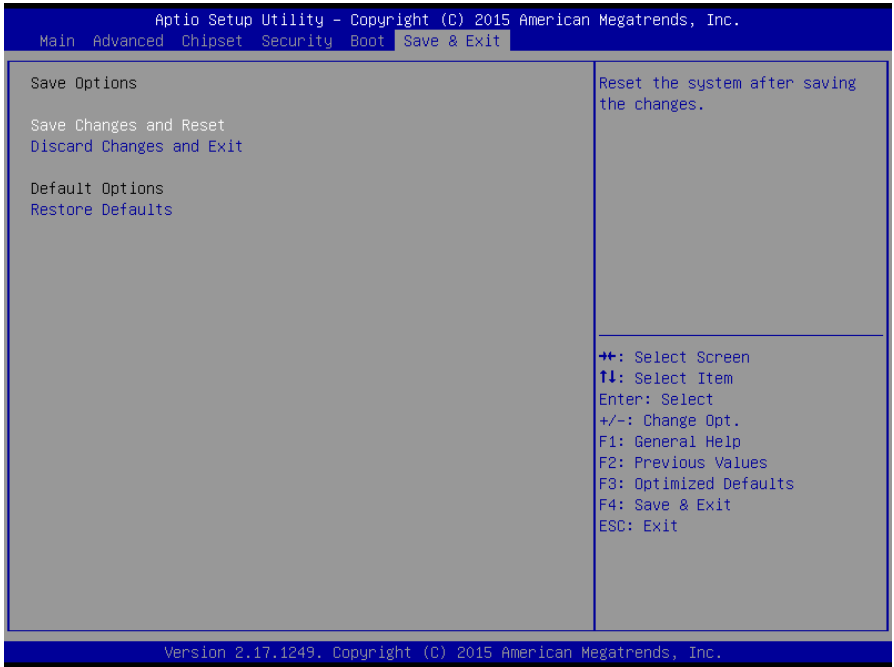 Aptio Setup Utility – Copyright (C) 2015 American Megatrends, Inc.
Main Advanced Chipset Security Boot Save & Exit
Save Options
Save Changes and Reset
Discard Changes and Exit
Default Options
Restore Defaults
Reset the system after saving
the changes.
→←: Select Screen
↑↓: Select Item
Enter: Select
+/-: Change Opt.
F1: General Help
F2: Previous Values
F3: Optimized Defaults
F4: Save & Exit
ESC: Exit
Version 2.17.1249. Copyright (C) 2015 American Megatrends, Inc.